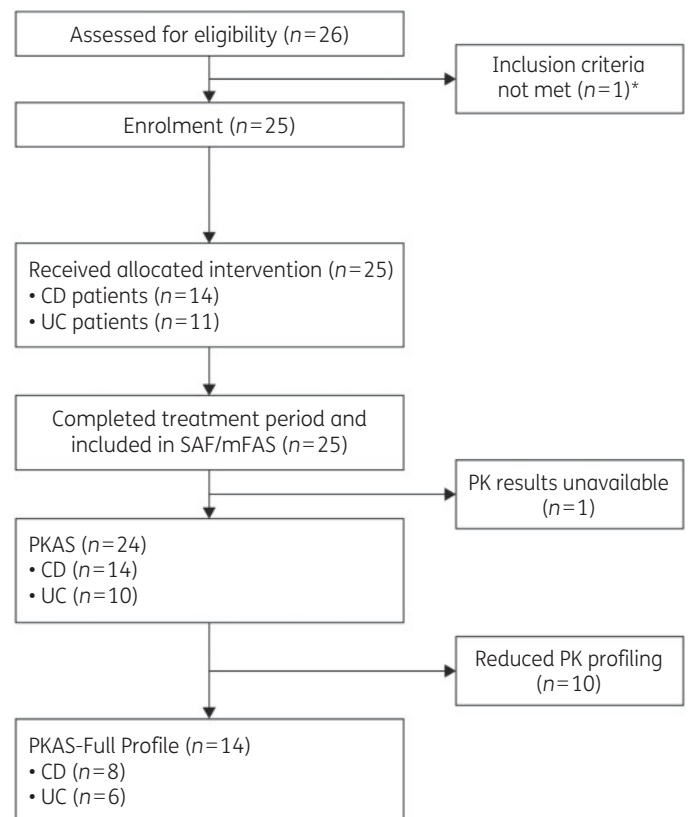 Assessed for eligibility (n=26)
Inclusion criteria
not met (n=1)*
Enrolment (n=25)
Received allocated intervention (n=25)
• CD patients (n=14)
• UC patients (n=11)
Completed treatment period and
included in SAF/mFAS (n=25)
PK results unavailable
(n=1)
PKAS (n=24)
• CD (n=14)
• UC (n=10)
Reduced PK profiling
(n=10)
PKAS-Full Profile (n=14)
• CD (n=8)
• UC (n=6)